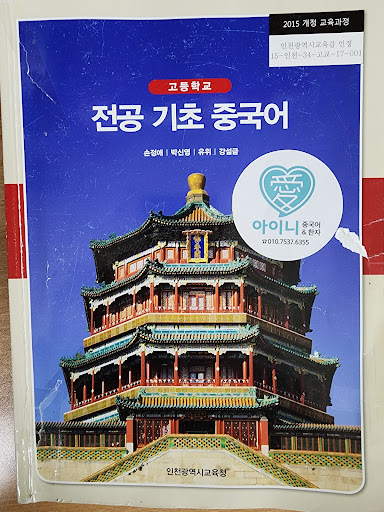 2015 개정 교육과정
인천광역시교육감 인정
15-인천-34-고교-17-001
고등학교
전공 기초 중국어
손정애 | 박신영 | 유위 | 강설금
愛
아이니 중국어 & 한자
☎010.7537.6355
인천광역시교육청